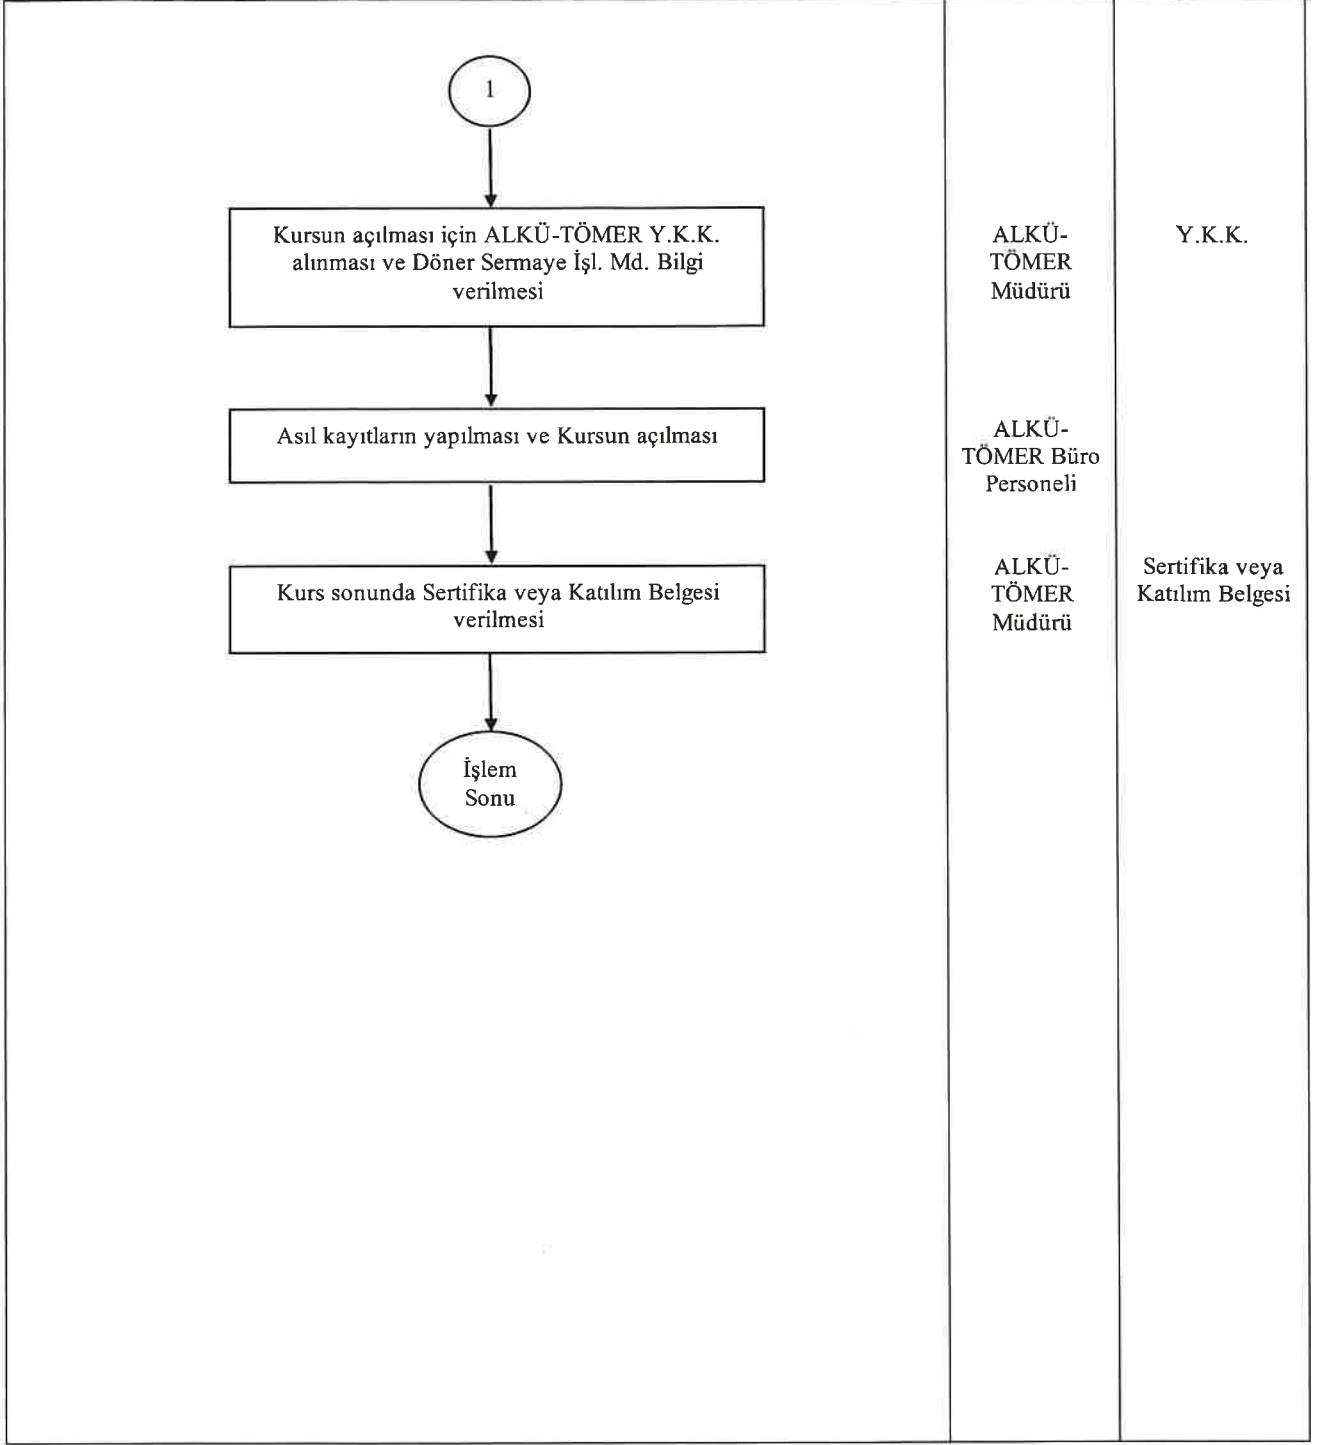 1
Kursun açılması için ALKÜ-TÖMER Y.K.K.
alınması ve Döner Sermaye İşl. Md. Bilgi
verilmesi
ALKÜ-
TÖMER
Müdürü
Y.K.K.
Asıl kayıtların yapılması ve Kursun açılması
ALKÜ-
TÖMER Büro
Personeli
Kurs sonunda Sertifika veya Katılım Belgesi
verilmesi
ALKÜ-
TÖMER
Müdürü
Sertifika veya
Katılım Belgesi
İşlem
Sonu